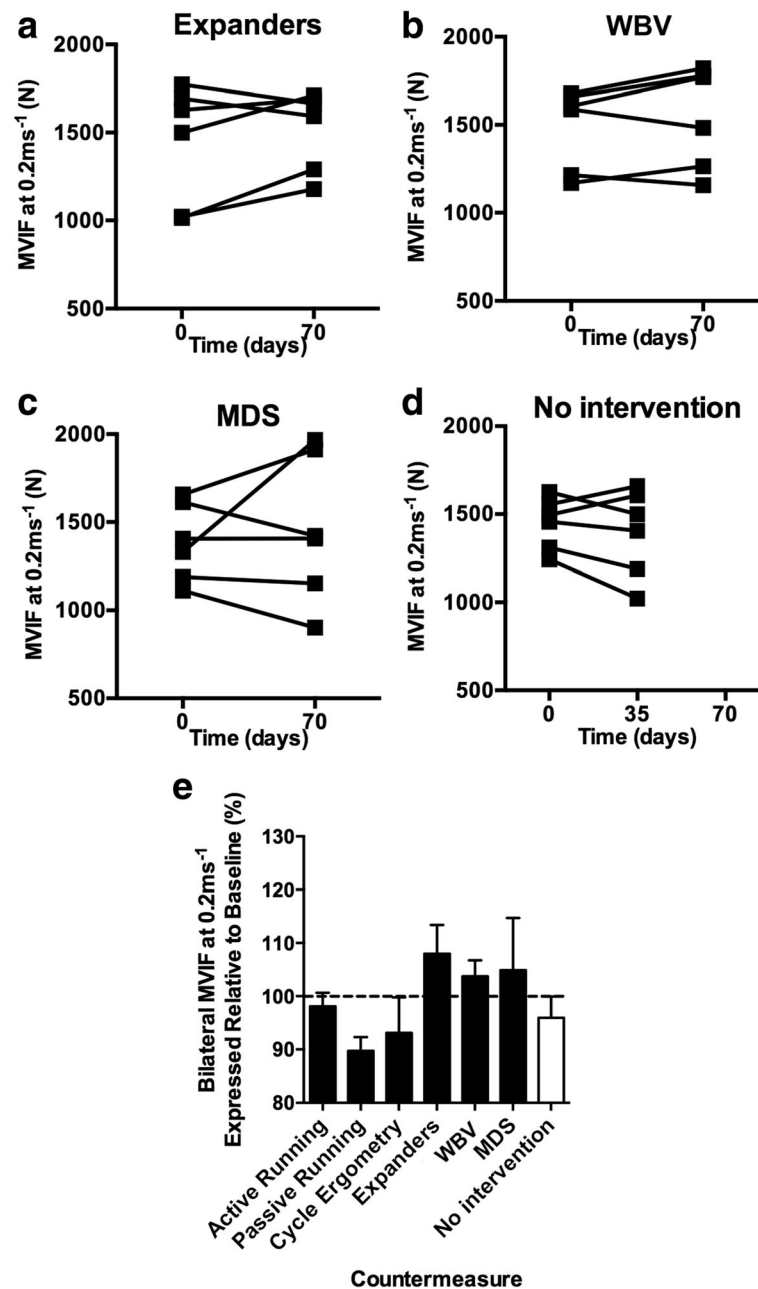 a
Expanders
MVIF at 0.2ms⁻¹ (N)
2000
1500
1000
500
0
70
Time (days)
b
WBV
MVIF at 0.2ms⁻¹ (N)
2000
1500
1000
500
0
70
Time (days)
c
MDS
MVIF at 0.2ms⁻¹ (N)
2000
1500
1000
500
0
70
Time (days)
d
No intervention
MVIF at 0.2ms⁻¹ (N)
2000
1500
1000
500
0
35
70
Time (days)
e
Bilateral MVIF at 0.2ms⁻¹
Expressed Relative to Baseline (%)
130
120
110
100
90
80
Active Running
Passive Running
Cycle Ergometry
Expanders
WBV
MDS
No intervention
Countermeasure